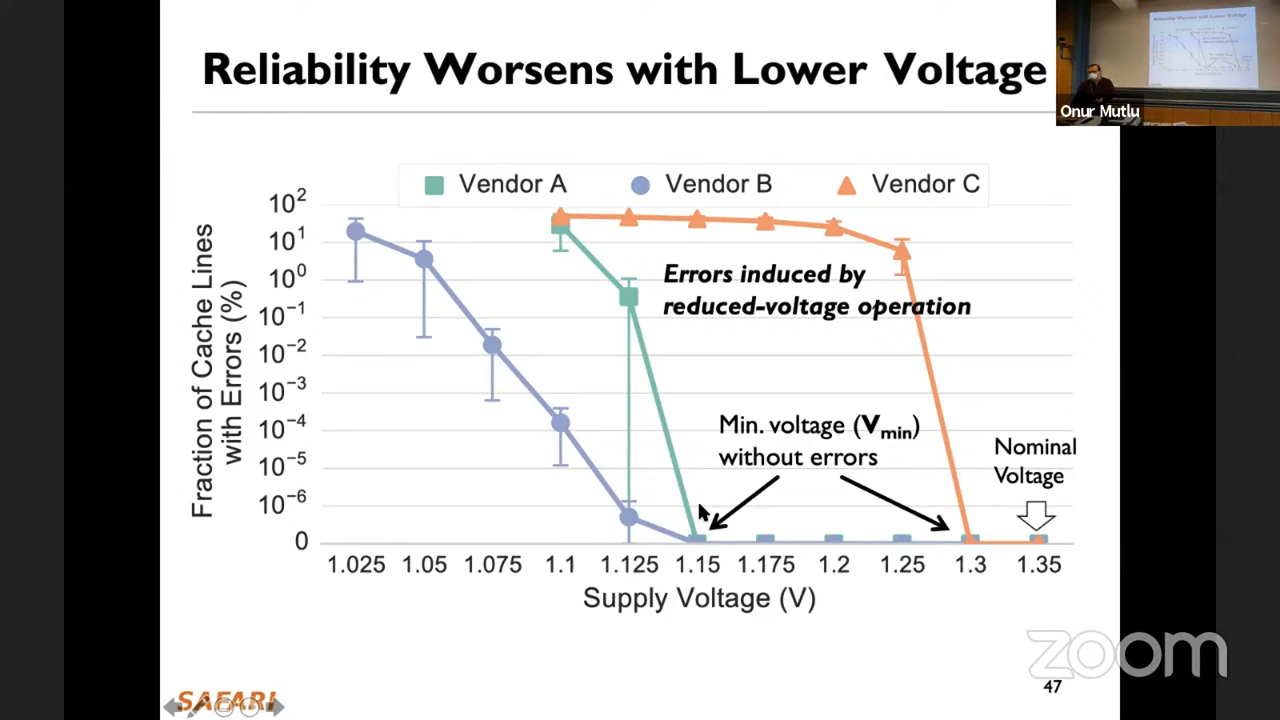 Reliability Worsens with Lower Voltage
Onur Mutlu
Vendor A
Vendor B
Vendor C
Fraction of Cache Lines
with Errors (%)
10²
10¹
10⁰
10⁻¹
10⁻²
10⁻³
10⁻⁴
10⁻⁵
10⁻⁶
0
Errors induced by
reduced-voltage operation
Min. voltage (Vmin)
without errors
Nominal
Voltage
1.025 1.05 1.075 1.1 1.125 1.15 1.175 1.2 1.25 1.3 1.35
Supply Voltage (V)
zoom
SAFARI
47